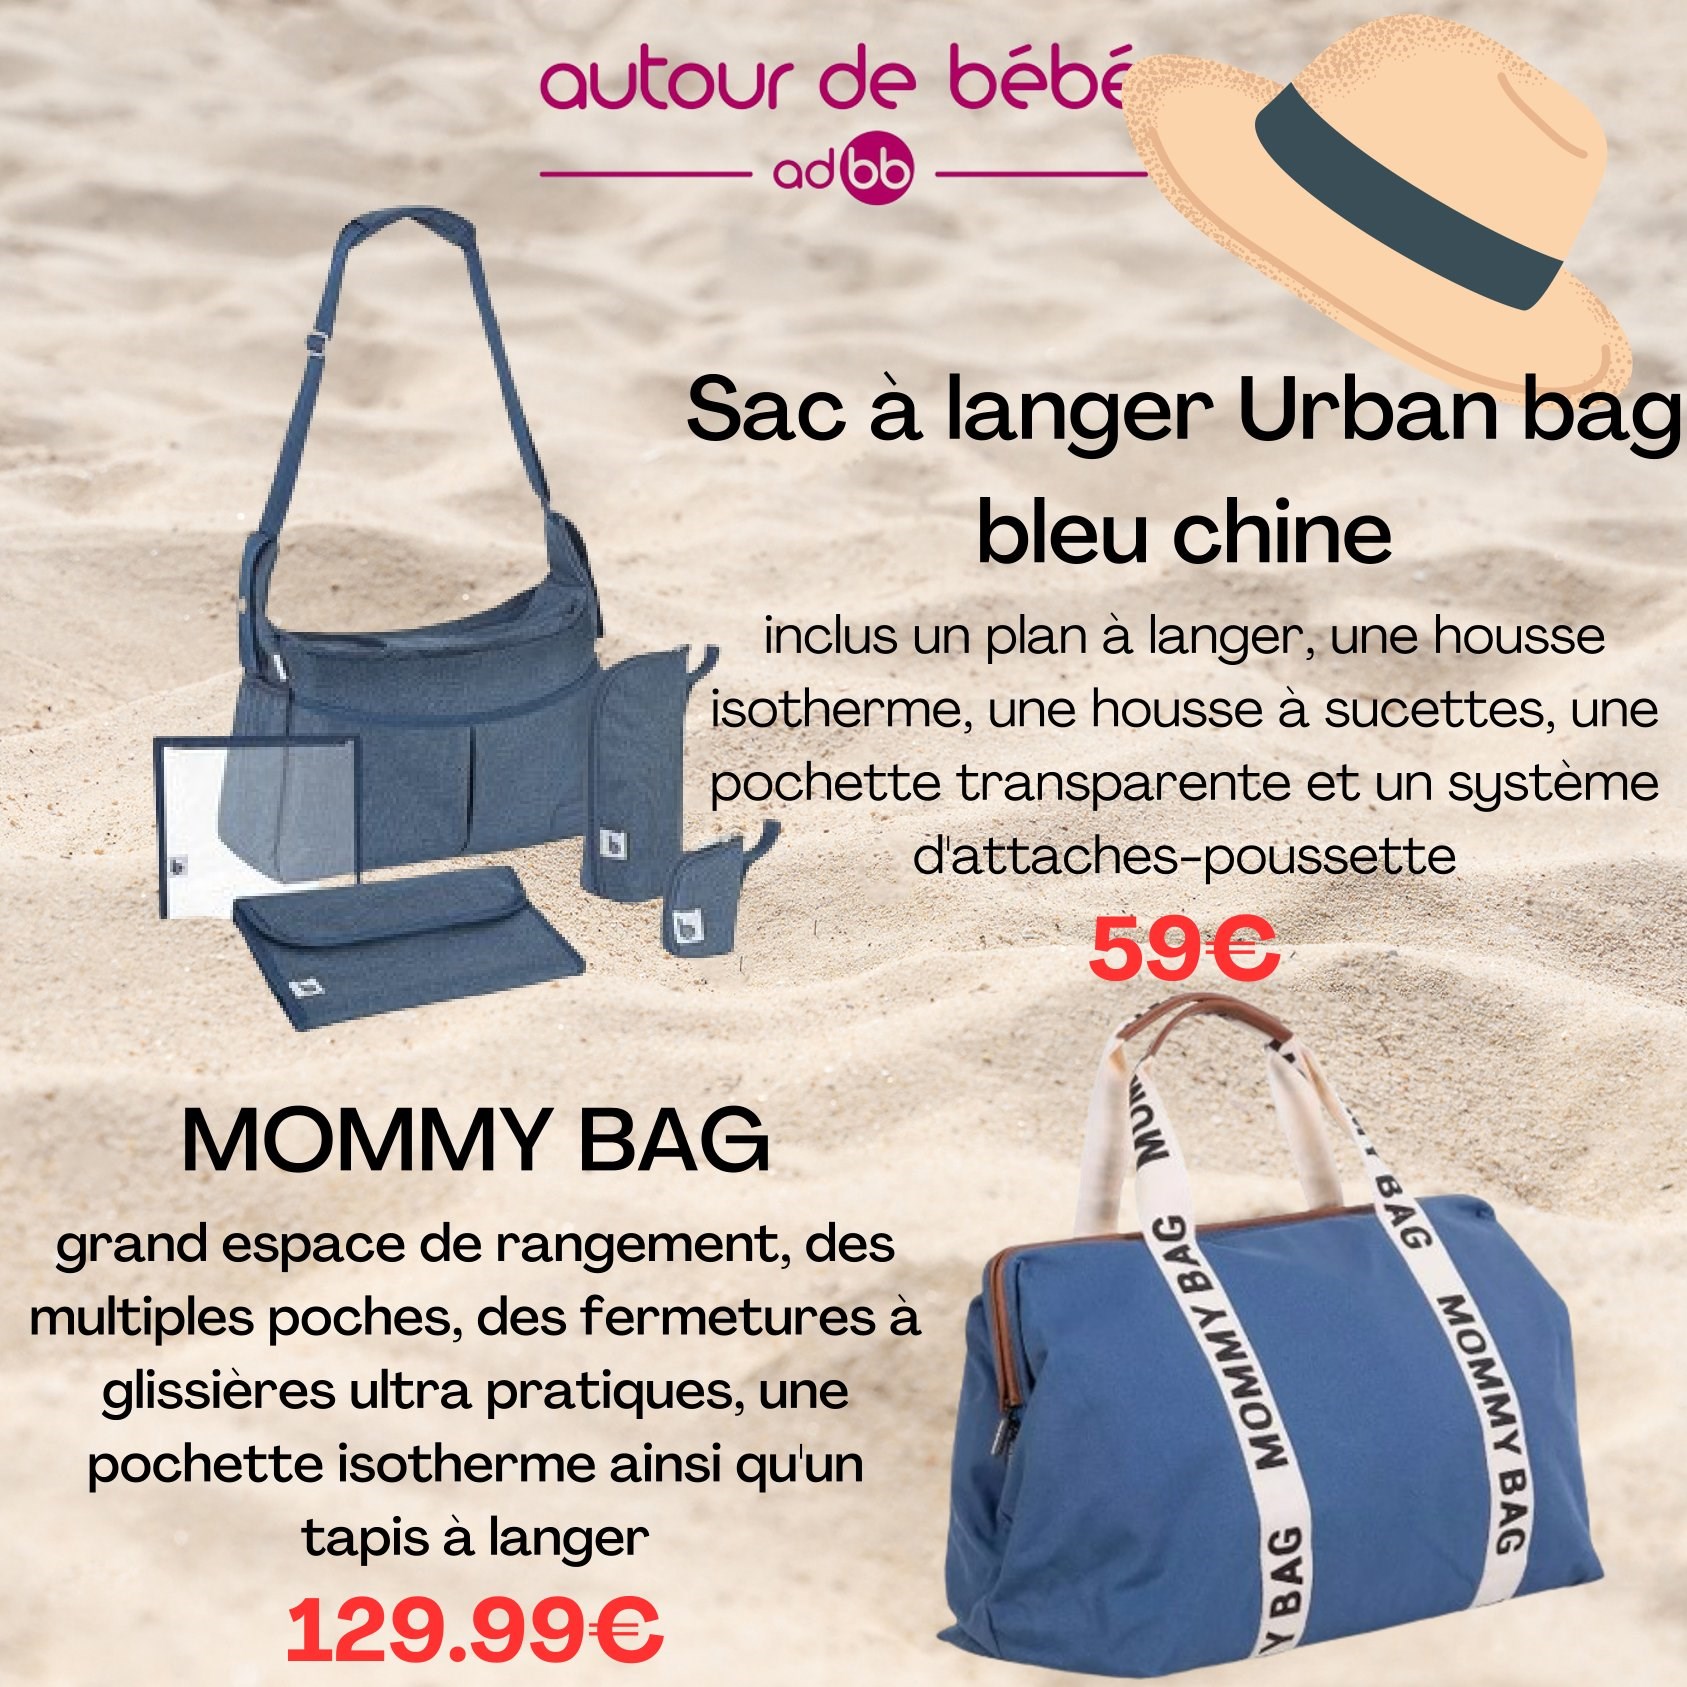 autour de bébé
adbb
Sac à langer Urban bag
bleu chine
inclus un plan à langer, une housse
isotherme, une housse à sucettes, une
pochette transparente et un système
d'attaches-poussette
59€
MOMMY BAG
grand espace de rangement, des
multiples poches, des fermetures à
glissières ultra pratiques, une
pochette isotherme ainsi qu'un
tapis à langer
129.99€
MOMMY BAG
MOMMY BAG
Y BAG
BAG